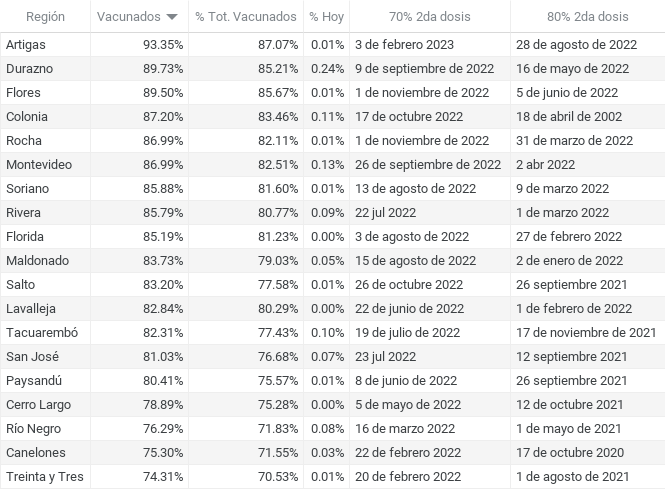 Región Vacunados % Tot. Vacunados % Hoy 70% 2da dosis 80% 2da dosis
Artigas 93.35% 87.07% 0.01% 3 de febrero 2023 28 de agosto de 2022
Durazno 89.73% 85.21% 0.24% 9 de septiembre de 2022 16 de mayo de 2022
Flores 89.50% 85.67% 0.01% 1 de noviembre de 2022 5 de junio de 2022
Colonia 87.20% 83.46% 0.11% 17 de octubre 2022 18 de abril de 2002
Rocha 86.99% 82.11% 0.01% 1 de noviembre de 2022 31 de marzo de 2022
Montevideo 86.99% 82.51% 0.13% 26 de septiembre de 2022 2 abr 2022
Soriano 85.88% 81.60% 0.01% 13 de agosto de 2022 9 de marzo 2022
Rivera 85.79% 80.77% 0.09% 22 jul 2022 1 de marzo 2022
Florida 85.19% 81.23% 0.00% 3 de agosto de 2022 27 de febrero 2022
Maldonado 83.73% 79.03% 0.05% 15 de agosto de 2022 2 de enero de 2022
Salto 83.20% 77.58% 0.01% 26 de octubre de 2022 26 septiembre 2021
Lavalleja 82.84% 80.29% 0.00% 22 de junio de 2022 1 de febrero de 2022
Tacuarembó 82.31% 77.43% 0.10% 19 de julio de 2022 17 de noviembre de 2021
San José 81.03% 76.68% 0.07% 23 jul 2022 12 septiembre 2021
Paysandú 80.41% 75.57% 0.01% 8 de junio de 2022 26 septiembre 2021
Cerro Largo 78.89% 75.28% 0.00% 5 de mayo de 2022 12 de octubre 2021
Río Negro 76.29% 71.83% 0.08% 16 de marzo de 2022 1 de mayo de 2021
Canelones 75.30% 71.55% 0.03% 22 de febrero 2022 17 de octubre 2020
Treinta y Tres 74.31% 70.53% 0.01% 20 de febrero 2022 1 de agosto de 2021